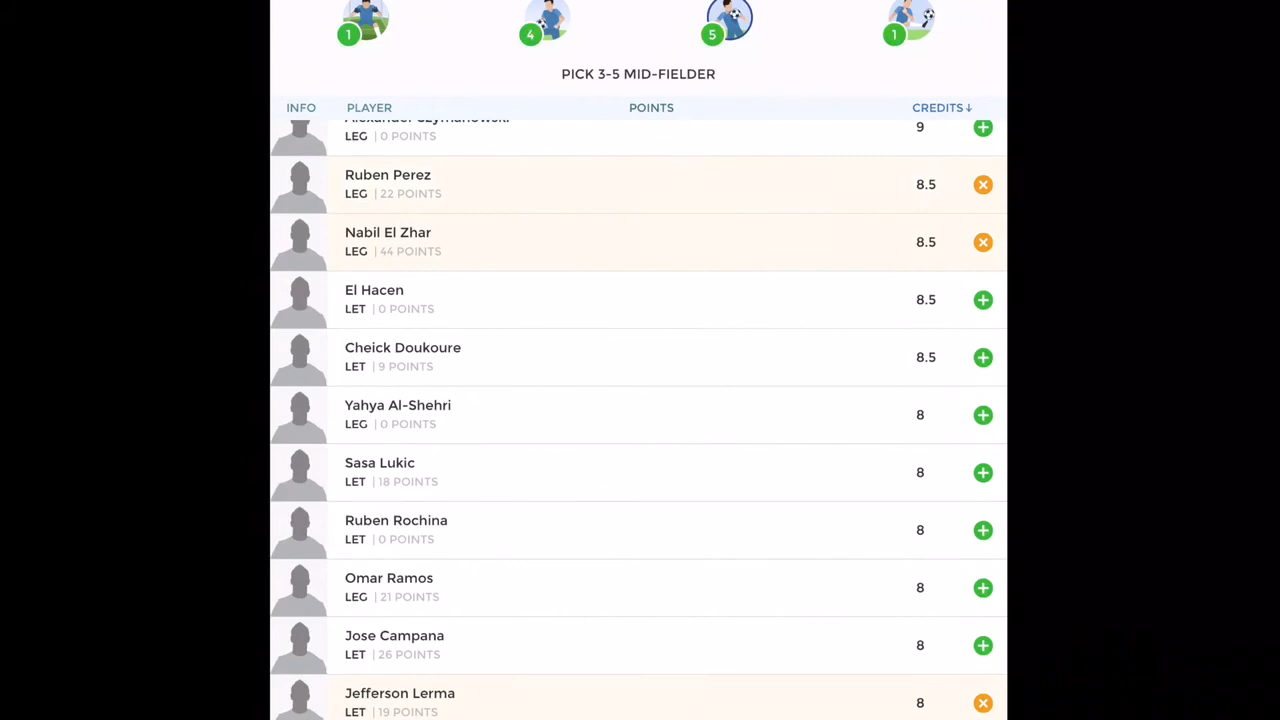 1
4
5
1
PICK 3-5 MID-FIELDER
INFO PLAYER POINTS CREDITS↓
Alexander Szymanowski
LEG | 0 POINTS 9
Ruben Perez
LEG | 22 POINTS 8.5
Nabil El Zhar
LEG | 44 POINTS 8.5
El Hacen
LET | 0 POINTS 8.5
Cheick Doukoure
LET | 9 POINTS 8.5
Yahya Al-Shehri
LEG | 0 POINTS 8
Sasa Lukic
LET | 18 POINTS 8
Ruben Rochina
LET | 0 POINTS 8
Omar Ramos
LEG | 21 POINTS 8
Jose Campana
LET | 26 POINTS 8
Jefferson Lerma
LET | 19 POINTS 8